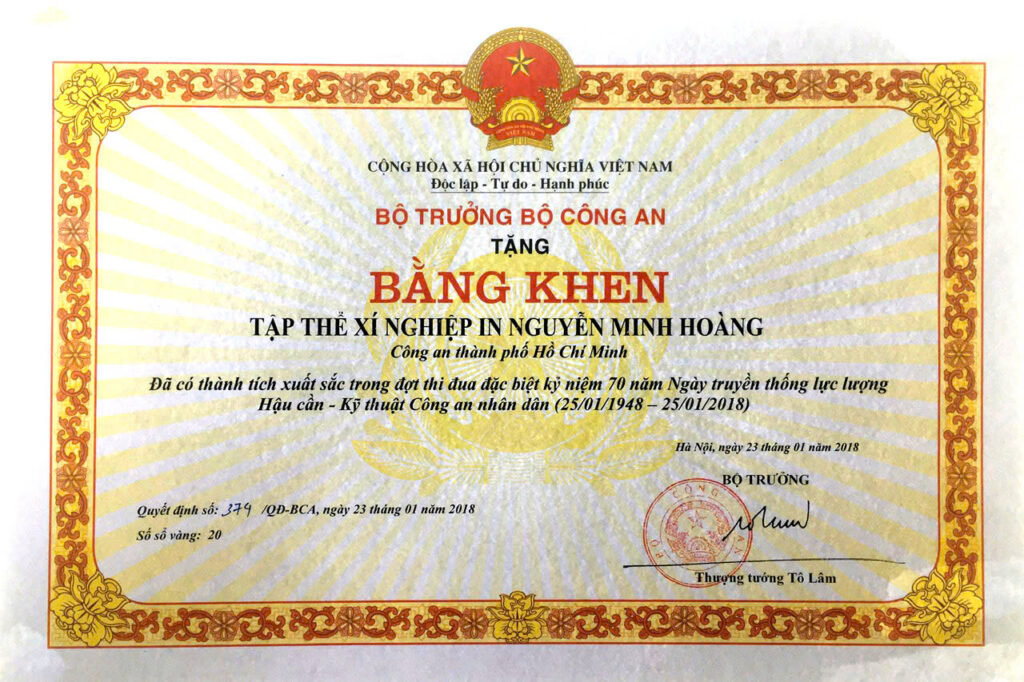 CỘNG HÒA XÃ HỘI CHỦ NGHĨA VIỆT NAM
Độc lập - Tự do - Hạnh phúc
BỘ TRƯỞNG BỘ CÔNG AN
TẶNG
BẰNG KHEN
TẬP THỂ XÍ NGHIỆP IN NGUYỄN MINH HOÀNG
Công an thành phố Hồ Chí Minh
Đã có thành tích xuất sắc trong đợt thi đua đặc biệt kỷ niệm 70 năm Ngày truyền thống lực lượng
Hậu cần - Kỹ thuật Công an nhân dân (25/01/1948 – 25/01/2018)
Hà Nội, ngày 23 tháng 01 năm 2018
BỘ TRƯỞNG
BỘ CÔNG AN
Quyết định số: 379 /QĐ-BCA, ngày 23 tháng 01 năm 2018
Số sổ vàng: 20
Thượng tướng Tô Lâm